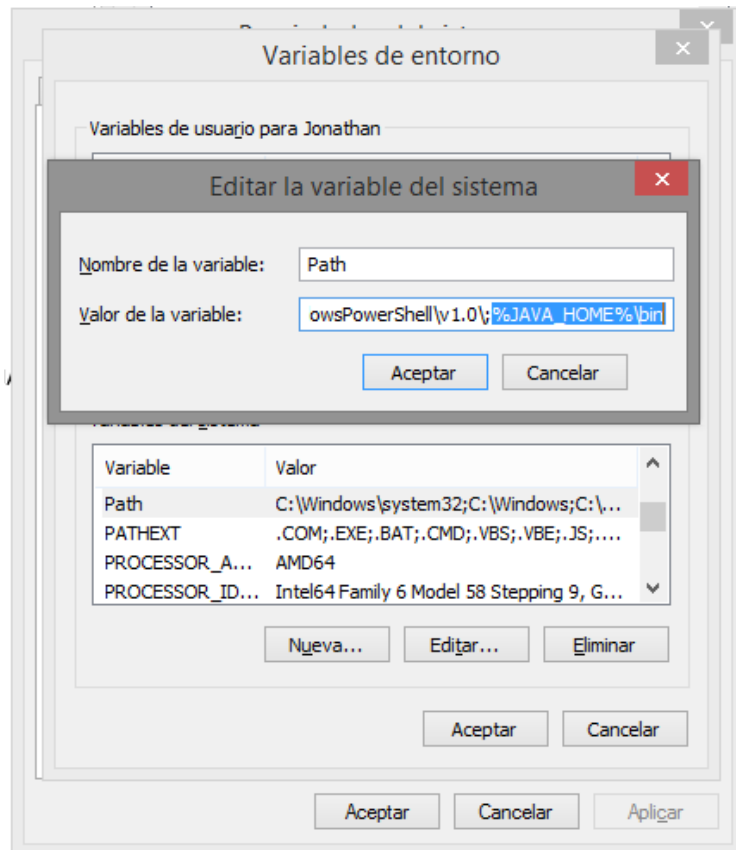 Variables de entorno
Variables de usuario para Jonathan
Editar la variable del sistema
Nombre de la variable: Path
Valor de la variable: owsPowerShell\v1.0\;%JAVA_HOME%\bin
Aceptar Cancelar
Variable Valor
Path C:\Windows\system32;C:\Windows;C:\...
PATHEXT .COM;.EXE;.BAT;.CMD;.VBS;.VBE;.JS;....
PROCESSOR_A... AMD64
PROCESSOR_ID... Intel64 Family 6 Model 58 Stepping 9, G...
Nueva... Editar... Eliminar
Aceptar Cancelar
Aceptar Cancelar Aplicar